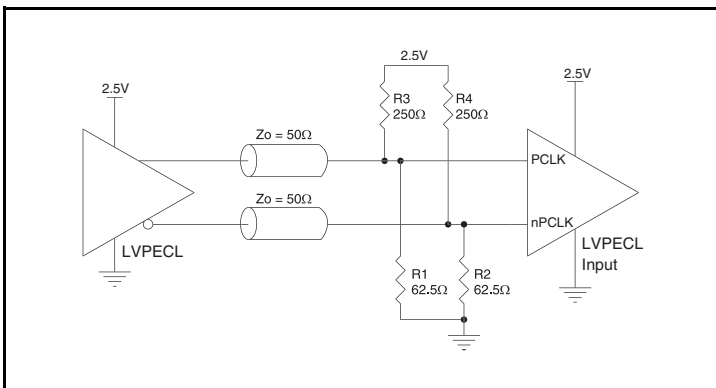 2.5V
2.5V
2.5V
R3
250Ω
R4
250Ω
Zo = 50Ω
PCLK
Zo = 50Ω
nPCLK
LVPECL
LVPECL
Input
R1
62.5Ω
R2
62.5Ω